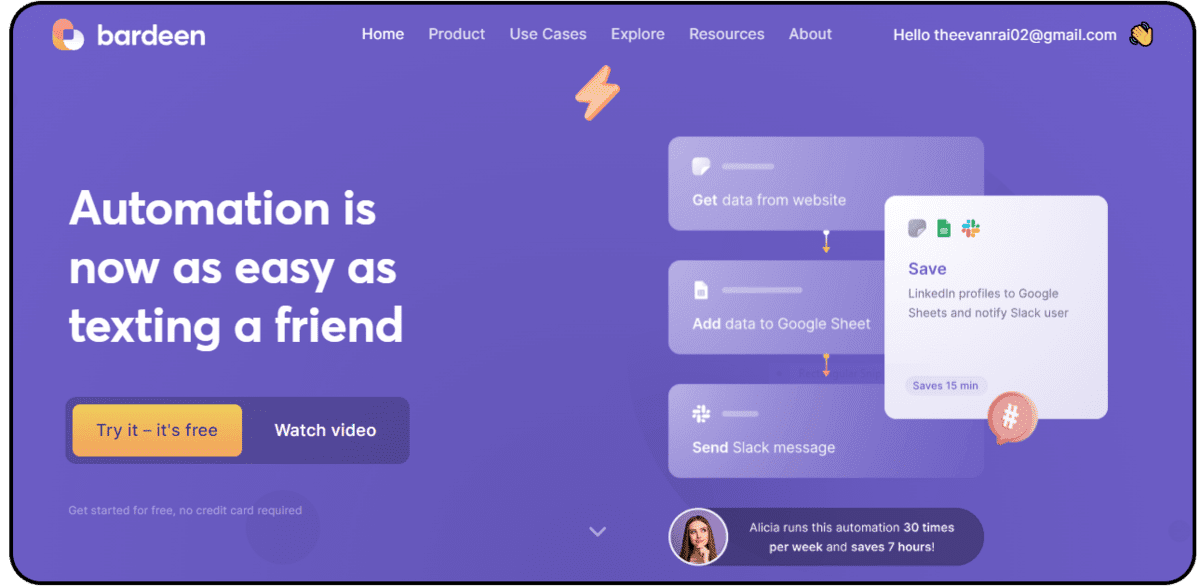 bardeen
Home Product Use Cases Explore Resources About Hello theevanrai02@gmail.com
Automation is
now as easy as
texting a friend
Try it – it's free
Watch video
Get started for free, no credit card required
Get data from website
Add data to Google Sheet
Send Slack message
Save
LinkedIn profiles to Google
Sheets and notify Slack user
Saves 15 min
#
Alicia runs this automation 30 times
per week and saves 7 hours!